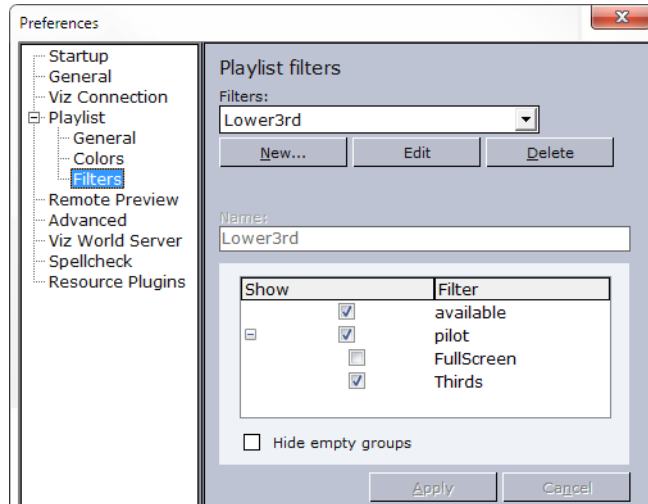 Preferences
x
Startup
General
Viz Connection
Playlist
General
Colors
Filters
Remote Preview
Advanced
Viz World Server
Spellcheck
Resource Plugins
Playlist filters
Filters:
Lower3rd
New... Edit Delete
Name:
Lower3rd
Show Filter
available
pilot
FullScreen
Thirds
Hide empty groups
Apply Cancel